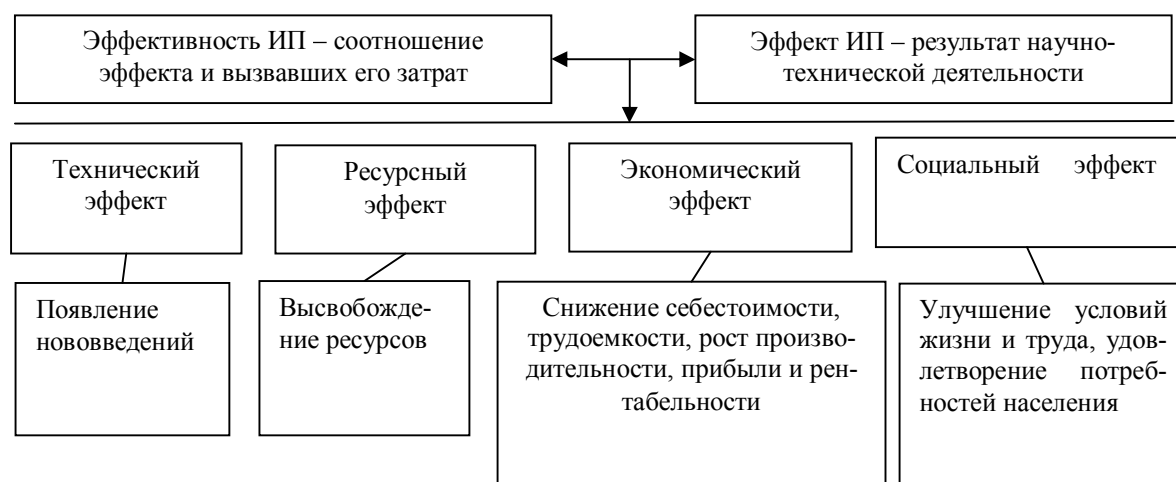 Эффективность ИП – соотношение
эффекта и вызвавших его затрат
Эффект ИП – результат научно-
технической деятельности
Технический
эффект
Ресурсный
эффект
Экономический
эффект
Социальный эффект
Появление
нововведений
Высвобожде-
ние ресурсов
Снижение себестоимости,
трудоемкости, рост произво-
дительности, прибыли и рен-
табельности
Улучшение условий
жизни и труда, удов-
летворение потреб-
ностей населения